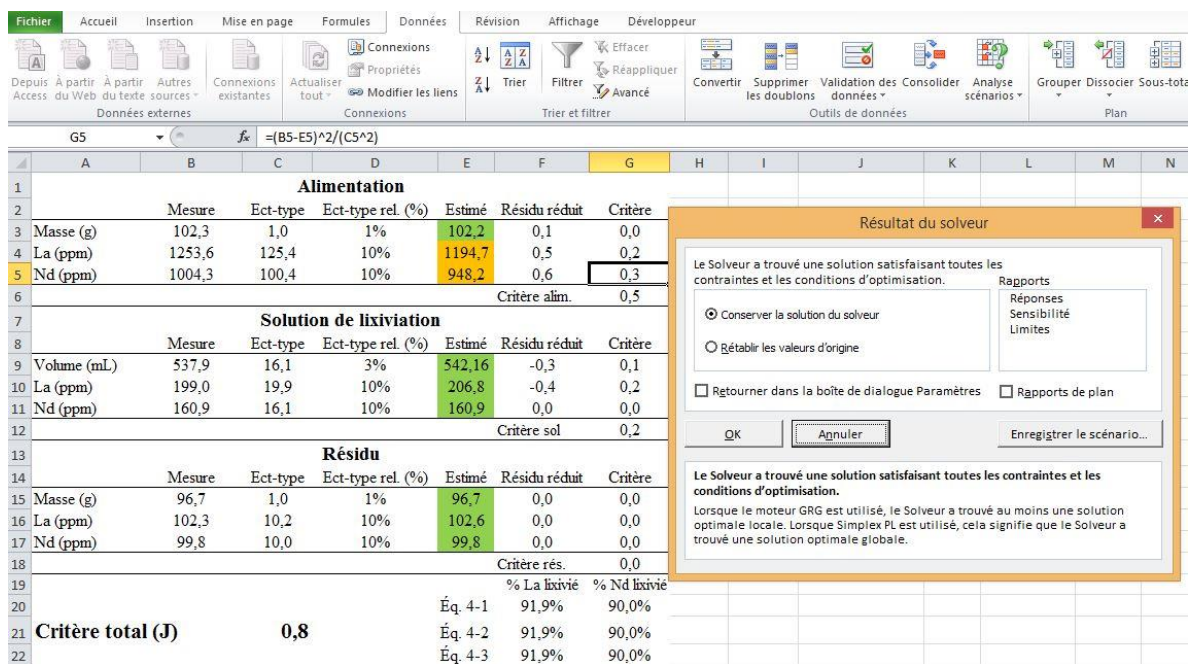 Fichier Accueil Insertion Mise en page Formules Données Révision Affichage Développeur
Depuis Access À partir du Web À partir du texte Autres sources Connexions existantes Actualiser tout Connexions Propriétés Modifier les liens Trier Filtrer Effacer Réappliquer Avancé Convertir Supprimer les doublons Validation des données Consolider Analyse scénarios Grouper Dissocier Sous-tota
Données externes Connexions Trier et filtrer Outils de données Plan
G5 fx =(B5-E5)^2/(C5^2)
A B C D E F G H I J K L M N
1 Alimentation
2 Mesure Ect-type Ect-type rel. (%) Estimé Résidu réduit Critère
3 Masse (g) 102,3 1,0 1% 102,2 0,1 0,0
4 La (ppm) 1253,6 125,4 10% 1194,7 0,5 0,2
5 Nd (ppm) 1004,3 100,4 10% 948,2 0,6 0,3
6 Critère alim. 0,5
7 Solution de lixiviation
8 Mesure Ect-type Ect-type rel. (%) Estimé Résidu réduit Critère
9 Volume (mL) 537,9 16,1 3% 542,16 -0,3 0,1
10 La (ppm) 199,0 19,9 10% 206,8 -0,4 0,2
11 Nd (ppm) 160,9 16,1 10% 160,9 0,0 0,0
12 Critère sol 0,2
13 Résidu
14 Mesure Ect-type Ect-type rel. (%) Estimé Résidu réduit Critère
15 Masse (g) 96,7 1,0 1% 96,7 0,0 0,0
16 La (ppm) 102,3 10,2 10% 102,6 0,0 0,0
17 Nd (ppm) 99,8 10,0 10% 99,8 0,0 0,0
18 Critère rés. 0,0
19 % La lixivié % Nd lixivié
20 Éq. 4-1 91,9% 90,0%
21 Critère total (J) 0,8 Éq. 4-2 91,9% 90,0%
22 Éq. 4-3 91,9% 90,0%
Résultat du solveur
Le Solveur a trouvé une solution satisfaisant toutes les
contraintes et les conditions d'optimisation.
Rapports
Réponses
Sensibilité
Limites
Conserver la solution du solveur
Rétablir les valeurs d'origine
Retourner dans la boîte de dialogue Paramètres
Rapports de plan
OK Annuler Enregistrer le scénario...
Le Solveur a trouvé une solution satisfaisant toutes les contraintes et les
conditions d'optimisation.
Lorsque le moteur GRG est utilisé, le Solveur a trouvé au moins une solution
optimale locale. Lorsque Simplex PL est utilisé, cela signifie que le Solveur a
trouvé une solution optimale globale.